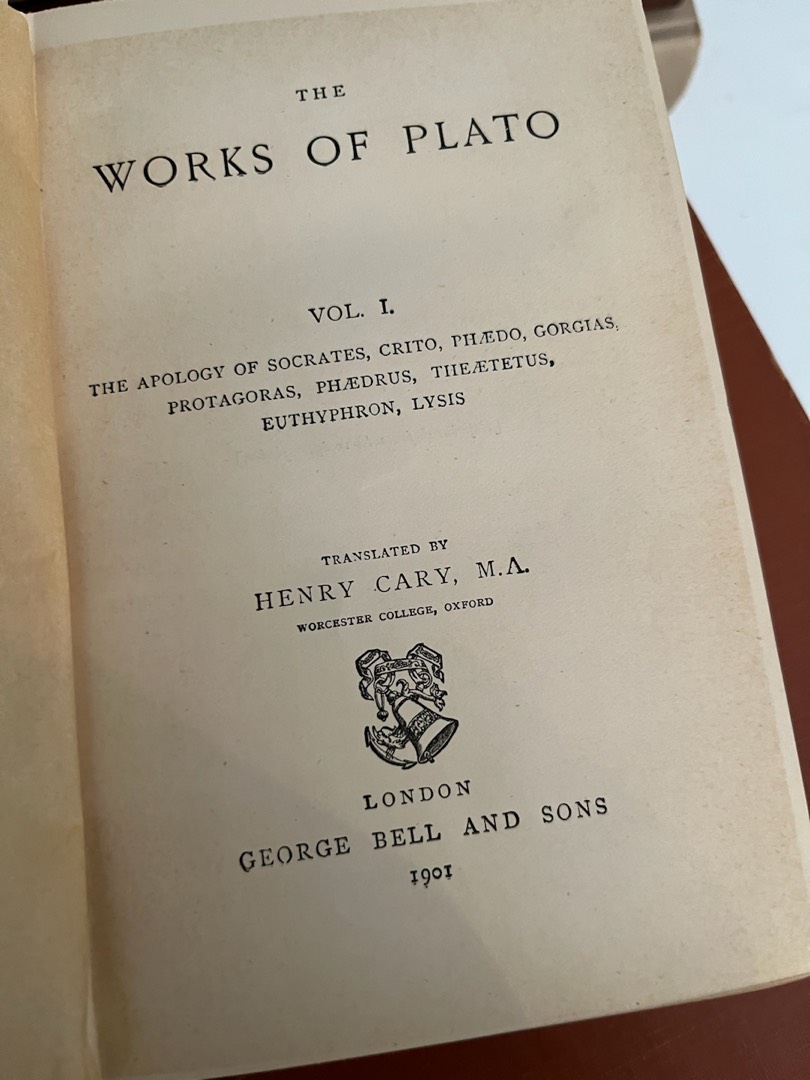 THE
WORKS OF PLATO
VOL. I.
THE APOLOGY OF SOCRATES, CRITO, PHÆDO, GORGIAS,
PROTAGORAS, PHÆDRUS, THEÆTETUS,
EUTHYPHRON, LYSIS
TRANSLATED BY
HENRY CARY, M.A.
WORCESTER COLLEGE, OXFORD
LONDON
GEORGE BELL AND SONS
1901